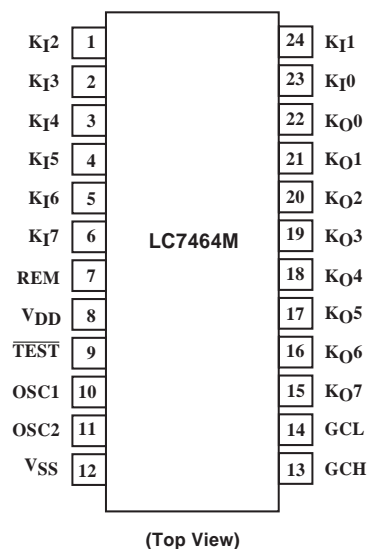 KI2 1 24 KI1
KI3 2 23 KI0
KI4 3 22 KO0
KI5 4 21 KO1
KI6 5 20 KO2
KI7 6 19 KO3
LC7464M
REM 7 18 KO4
VDD 8 17 KO5
TEST 9 16 KO6
OSC1 10 15 KO7
OSC2 11 14 GCL
VSS 12 13 GCH
(Top View)